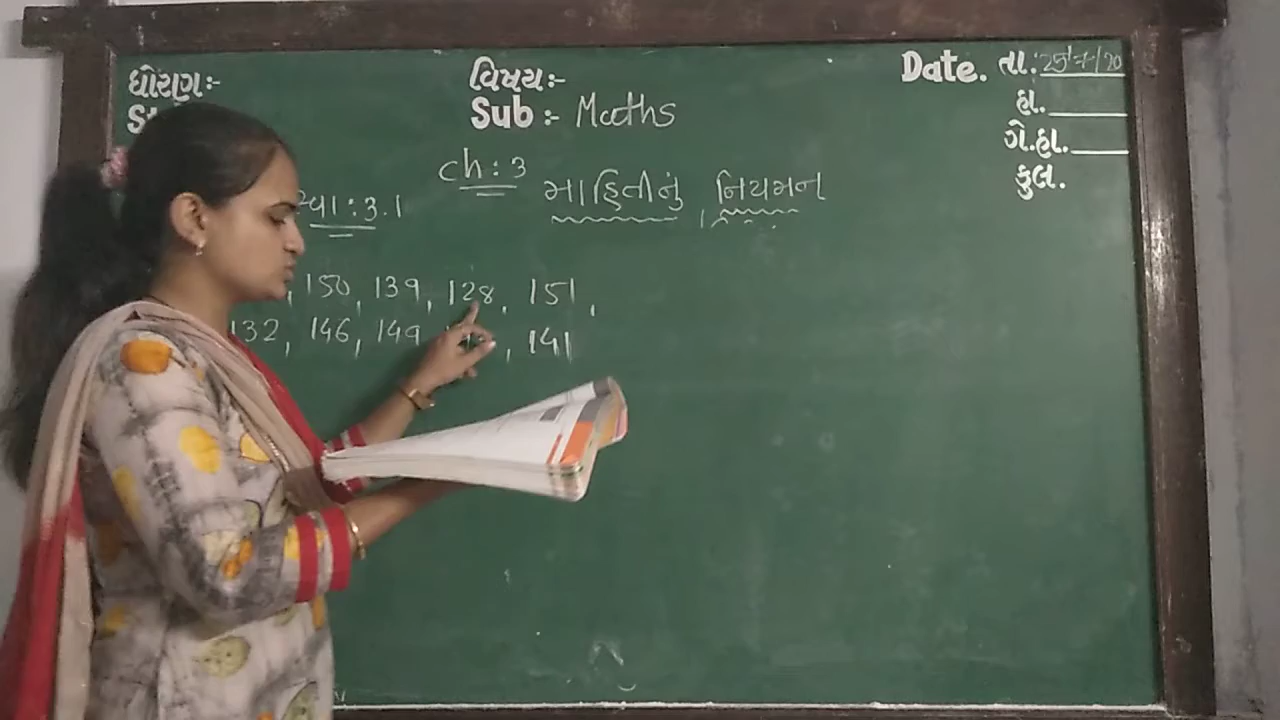 ધોરણઃ- વિષયઃ- Date. તા. 25/7/20
Sub :- Maths હા.
ગે.હા.
કુલ.
ch : 3 માહિતીનું નિયમન
3.1
, 150, 139, 128, 151,
132, 146, 149, , 141